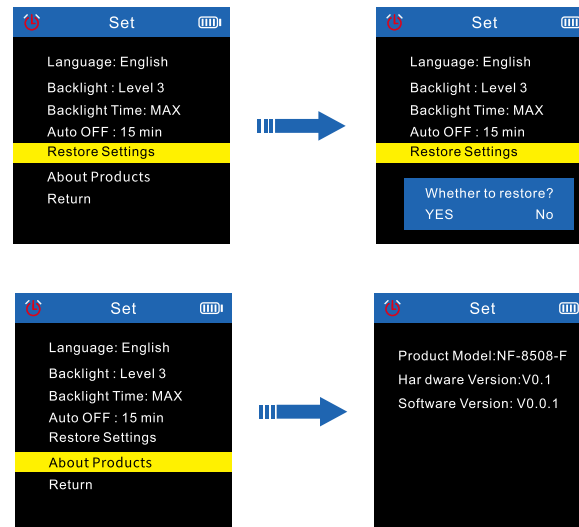 Set
Language: English
Backlight : Level 3
Backlight Time: MAX
Auto OFF : 15 min
Restore Settings
About Products
Return
Set
Language: English
Backlight : Level 3
Backlight Time: MAX
Auto OFF : 15 min
Restore Settings
Whether to restore?
YES No
Set
Language: English
Backlight : Level 3
Backlight Time: MAX
Auto OFF : 15 min
Restore Settings
About Products
Return
Set
Product Model:NF-8508-F
Har dware Version:V0.1
Software Version: V0.0.1